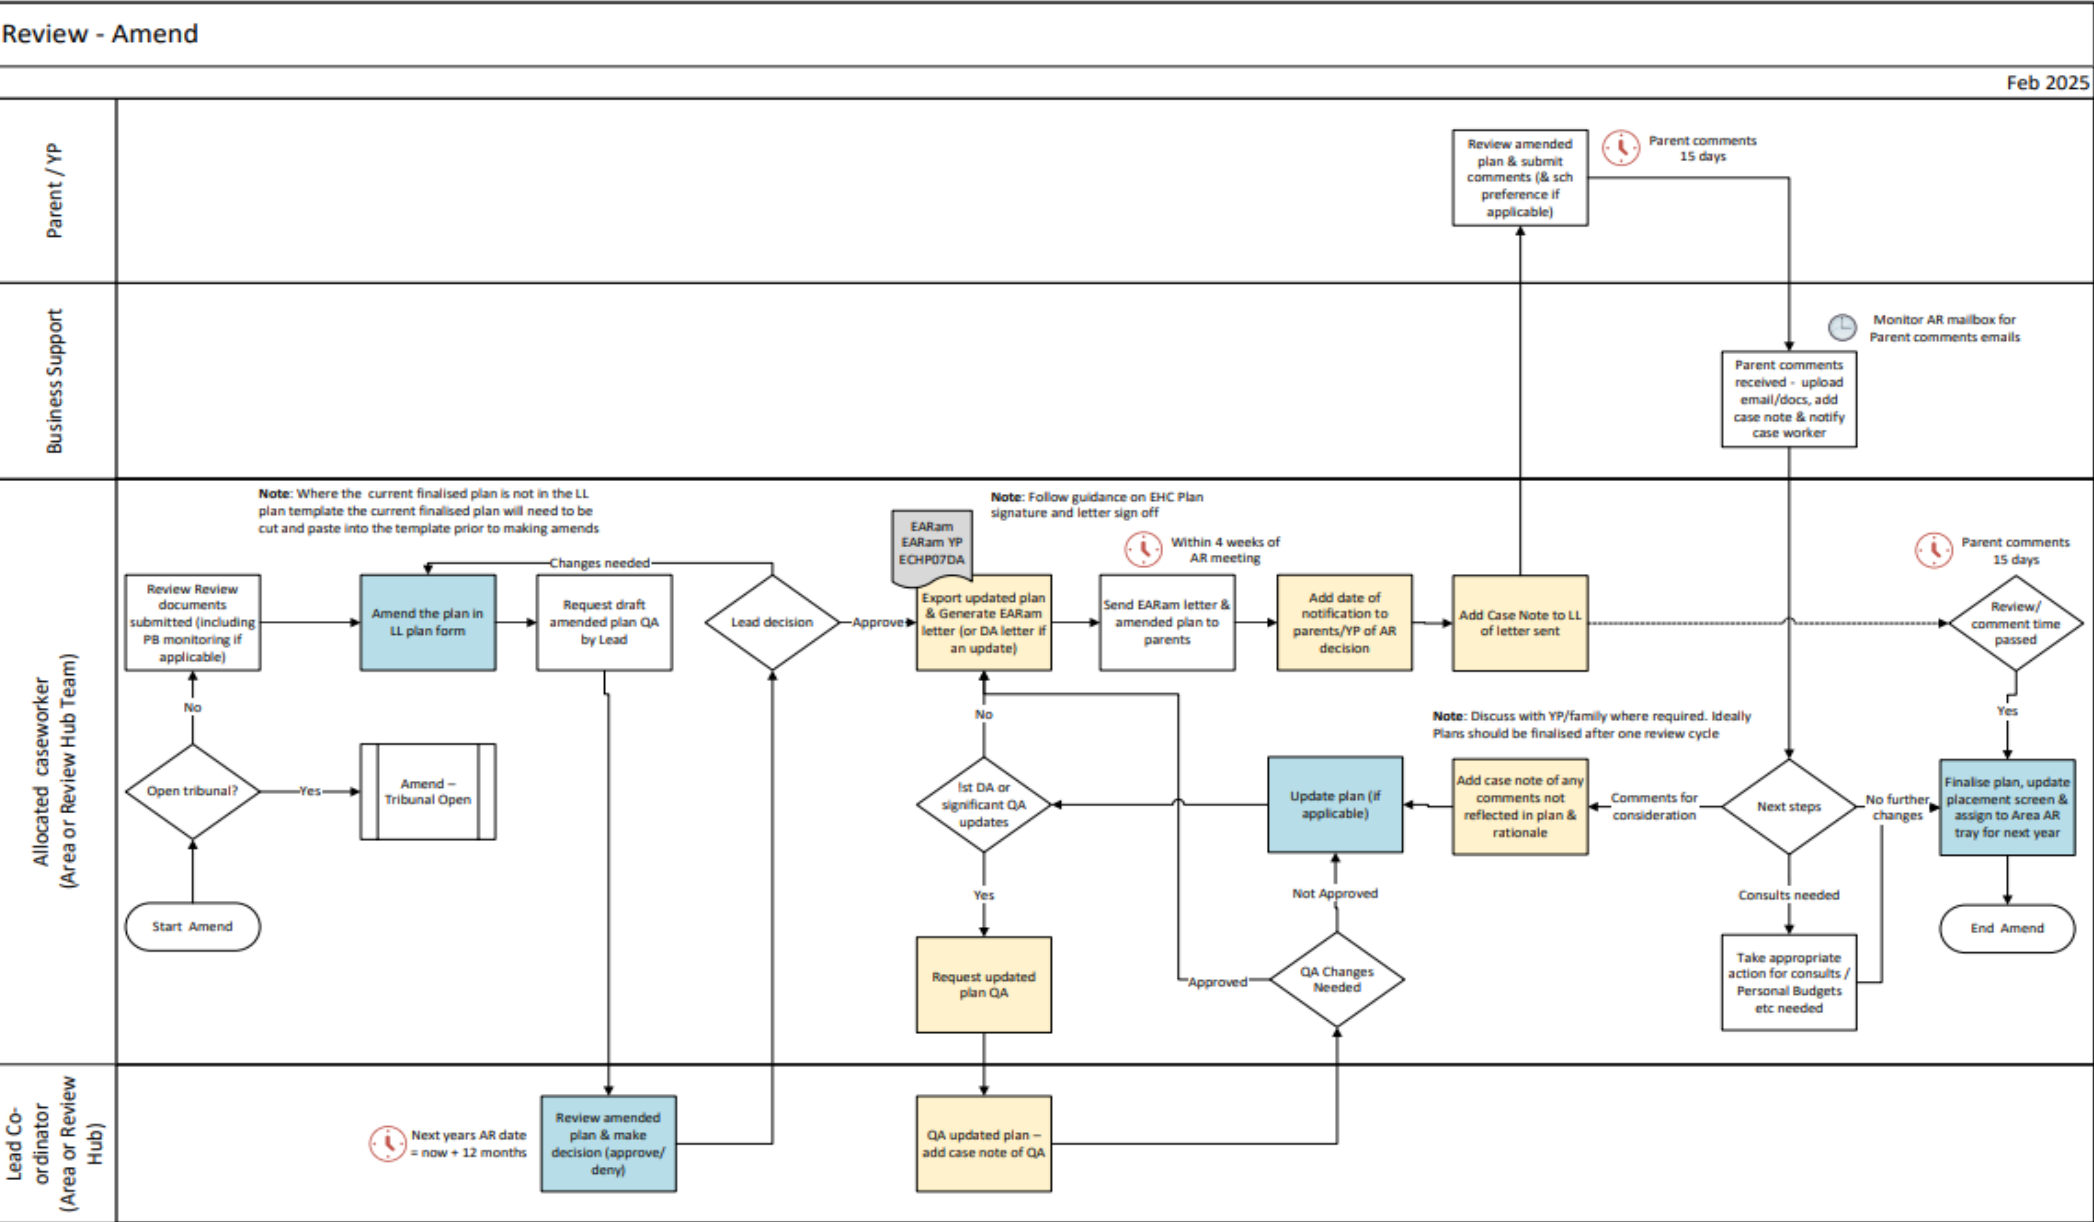 Review - Amend
Feb 2025
Parent / YP
Review amended
plan & submit
comments (& sch
preference if
applicable)
Parent comments
15 days
Business Support
Monitor AR mailbox for
Parent comments emails
Parent comments
received - upload
email/docs, add
case note & notify
case worker
Allocated caseworker
(Area or Review Hub Team)
Note: Where the current finalised plan is not in the LL
plan template the current finalised plan will need to be
cut and paste into the template prior to making amends
Note: Follow guidance on EHC Plan
signature and letter sign off
EARam
EARam YP
ECHP07DA
Within 4 weeks of
AR meeting
Parent comments
15 days
Changes needed
Review Review
documents
submitted (including
PB monitoring if
applicable)
Amend the plan in
LL plan form
Request draft
amended plan QA
by Lead
Lead decision
Approve
Export updated plan
& Generate EARam
letter (or DA letter if
an update)
Send EARam letter &
amended plan to
parents
Add date of
notification to
parents/YP of AR
decision
Add Case Note to LL
of letter sent
Review/
comment time
passed
No
No
Yes
Note: Discuss with YP/family where required. Ideally
Plans should be finalised after one review cycle
Open tribunal?
Yes
Amend –
Tribunal Open
!st DA or
significant QA
updates
Update plan (if
applicable)
Add case note of any
comments not
reflected in plan &
rationale
Comments for
consideration
Next steps
No further
changes
Finalise plan, update
placement screen &
assign to Area AR
tray for next year
Yes
Not Approved
Consults needed
Start Amend
End Amend
Request updated
plan QA
Approved
QA Changes
Needed
Take appropriate
action for consults /
Personal Budgets
etc needed
Lead Co-
ordinator
(Area or Review
Hub)
Next years AR date
= now + 12 months
Review amended
plan & make
decision (approve/
deny)
QA updated plan –
add case note of QA